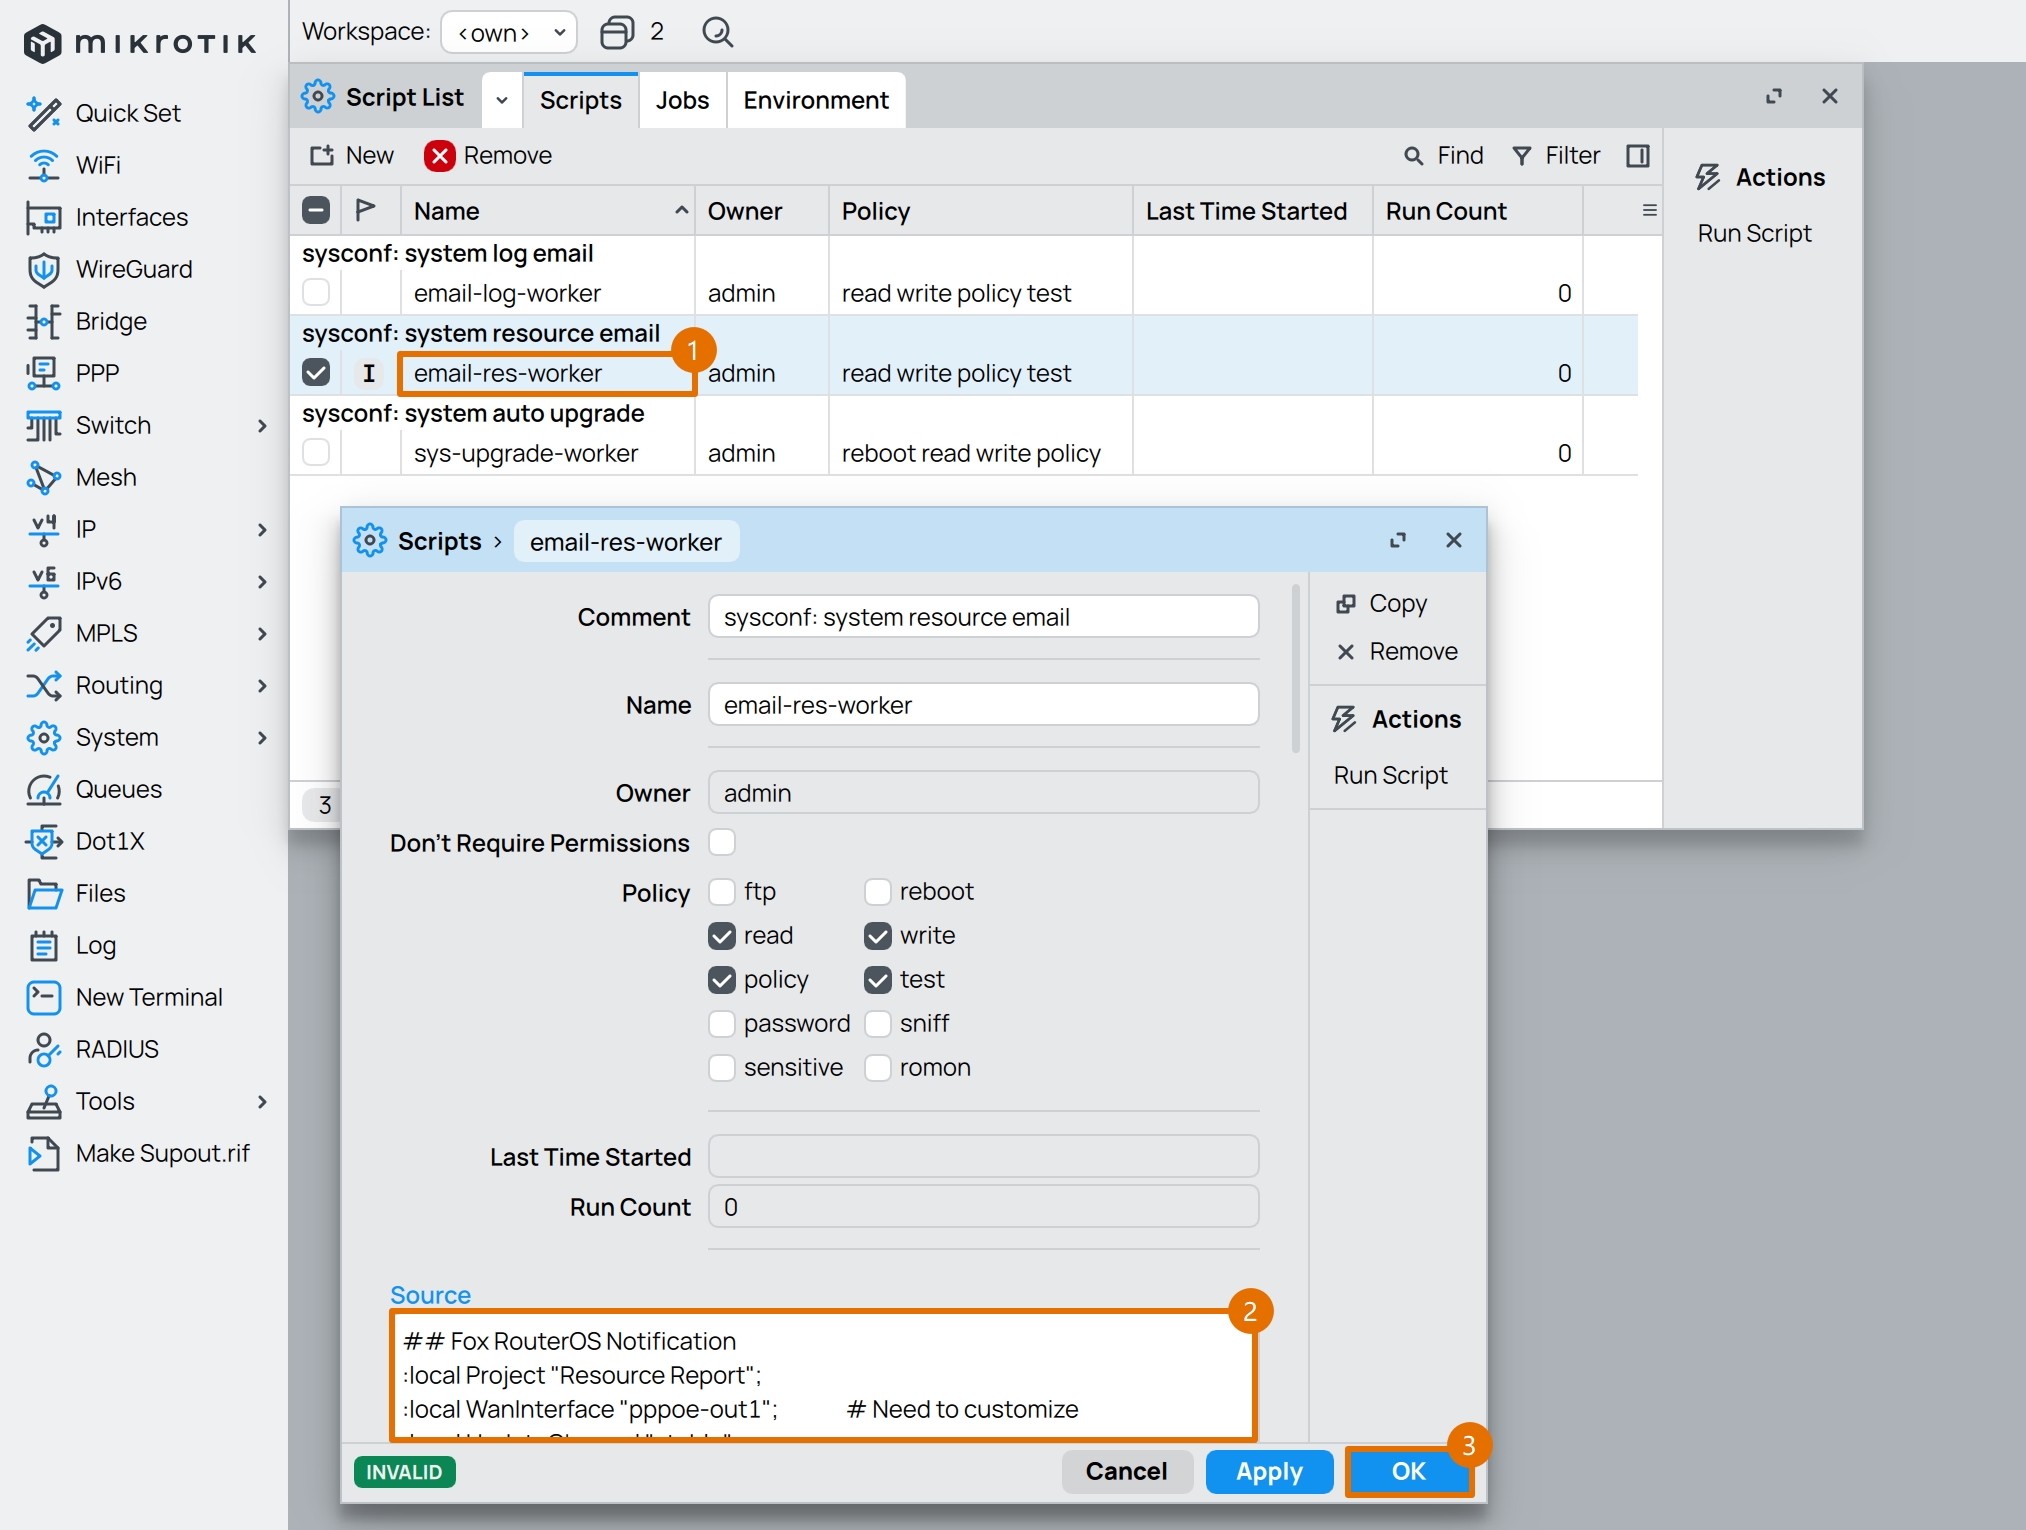 mikrotik
Workspace: <own> 2
Quick Set
WiFi
Interfaces
WireGuard
Bridge
PPP
Switch
Mesh
v4 IP
v6 IPv6
MPLS
Routing
System
Queues
Dot1X
Files
Log
New Terminal
RADIUS
Tools
Make Supout.rif
Script List Scripts Jobs Environment
New Remove Find Filter
Name Owner Policy Last Time Started Run Count
sysconf: system log email
email-log-worker admin read write policy test 0
sysconf: system resource email
I email-res-worker admin read write policy test 0
1
sysconf: system auto upgrade
sys-upgrade-worker admin reboot read write policy 0
3
Actions
Run Script
Scripts > email-res-worker
Comment sysconf: system resource email
Name email-res-worker
Owner admin
Don't Require Permissions
Policy ftp reboot
read write
policy test
password sniff
sensitive romon
Last Time Started
Run Count 0
Source
2
## Fox RouterOS Notification
:local Project "Resource Report";
:local WanInterface "pppoe-out1"; # Need to customize
Copy
Remove
Actions
Run Script
INVALID Cancel Apply OK
3